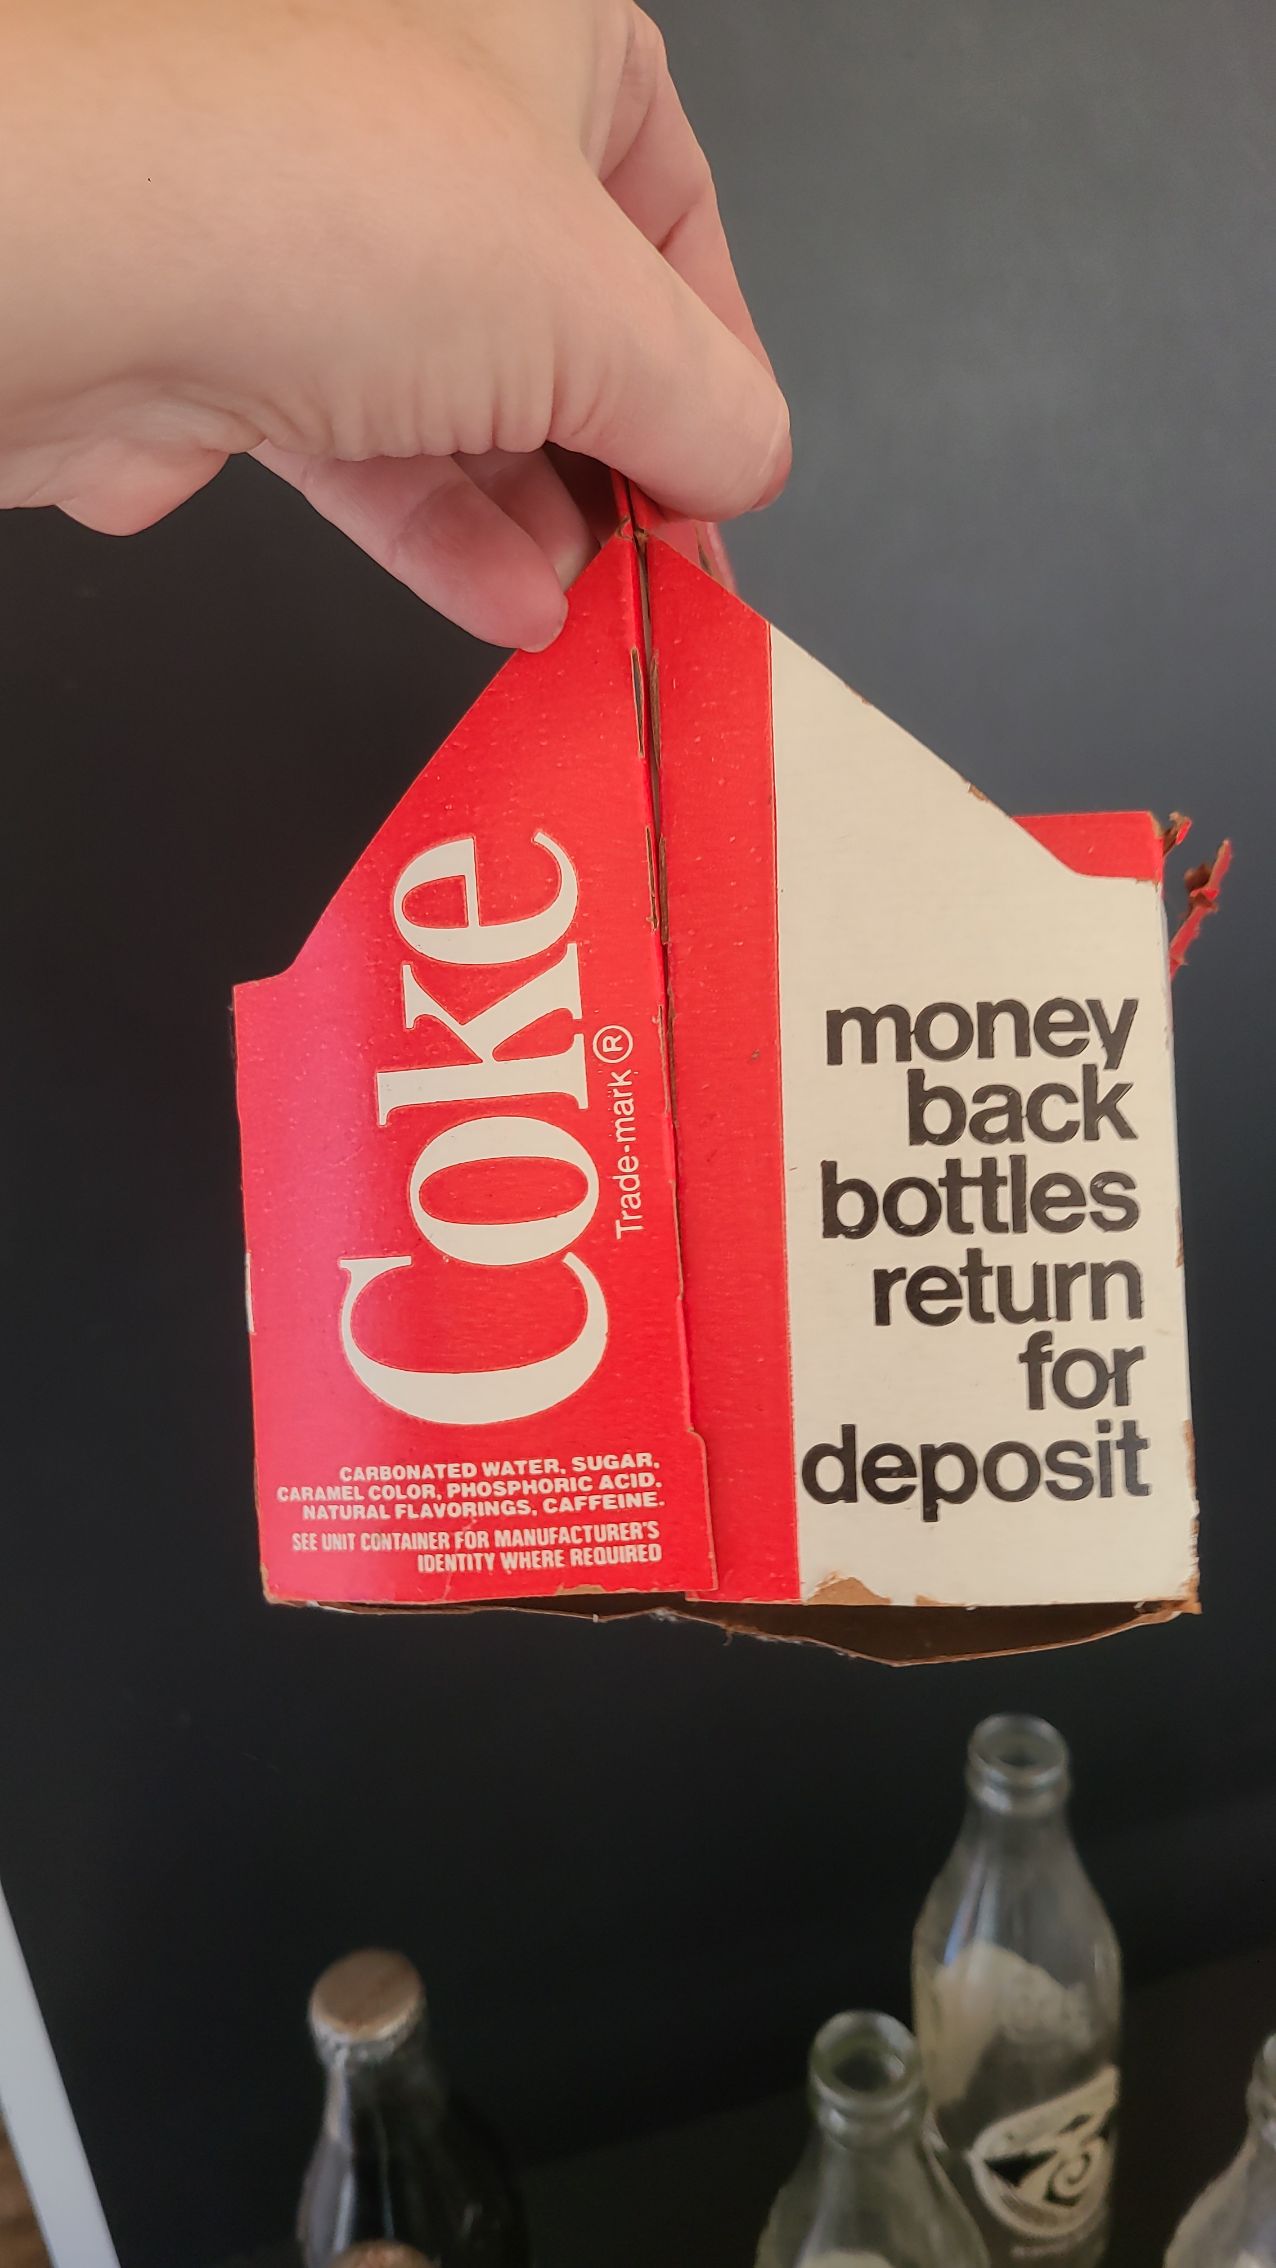 Coke
Trade-mark ®
CARBONATED WATER, SUGAR,
CARAMEL COLOR, PHOSPHORIC ACID,
NATURAL FLAVORINGS, CAFFEINE.
SEE UNIT CONTAINER FOR MANUFACTURER'S
IDENTITY WHERE REQUIRED
money
back
bottles
return
for
deposit